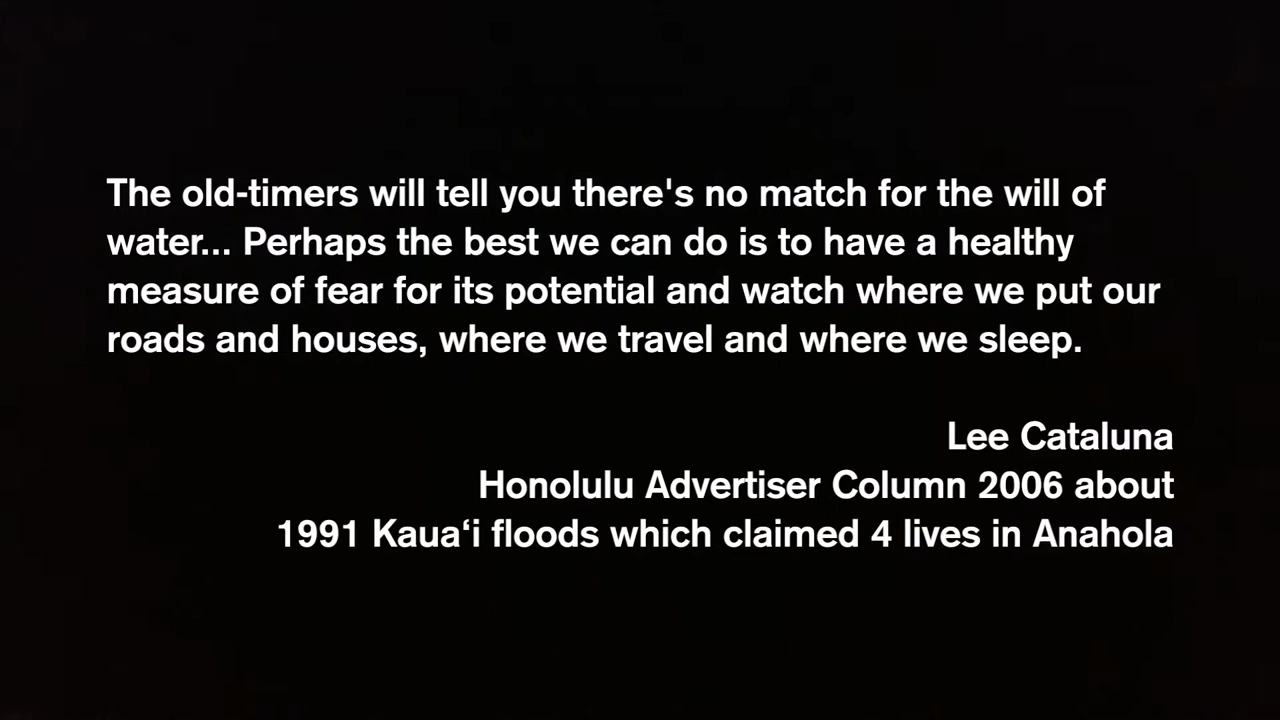 The old-timers will tell you there's no match for the will of
water... Perhaps the best we can do is to have a healthy
measure of fear for its potential and watch where we put our
roads and houses, where we travel and where we sleep.
Lee Cataluna
Honolulu Advertiser Column 2006 about
1991 Kauaʻi floods which claimed 4 lives in Anahola